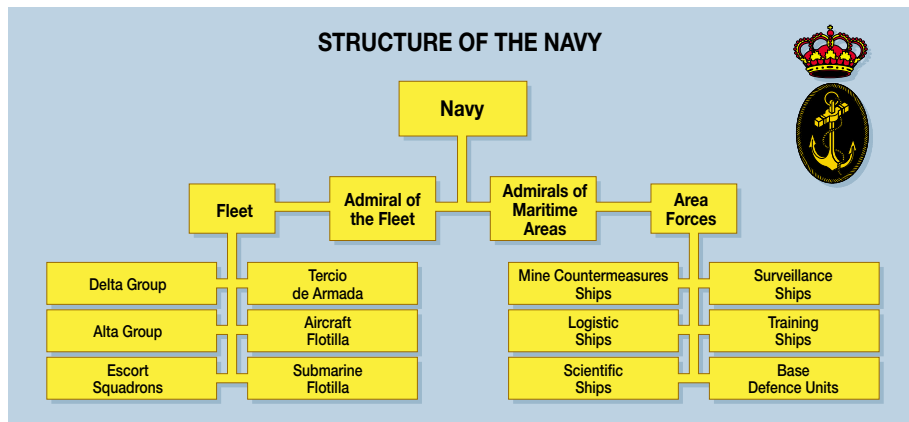 STRUCTURE OF THE NAVY
Navy
Fleet
Admiral of
the Fleet
Admirals of
Maritime
Areas
Area
Forces
Delta Group
Tercio
de Armada
Alta Group
Aircraft
Flotilla
Escort
Squadrons
Submarine
Flotilla
Mine Countermeasures
Ships
Surveillance
Ships
Logistic
Ships
Training
Ships
Scientific
Ships
Base
Defence Units